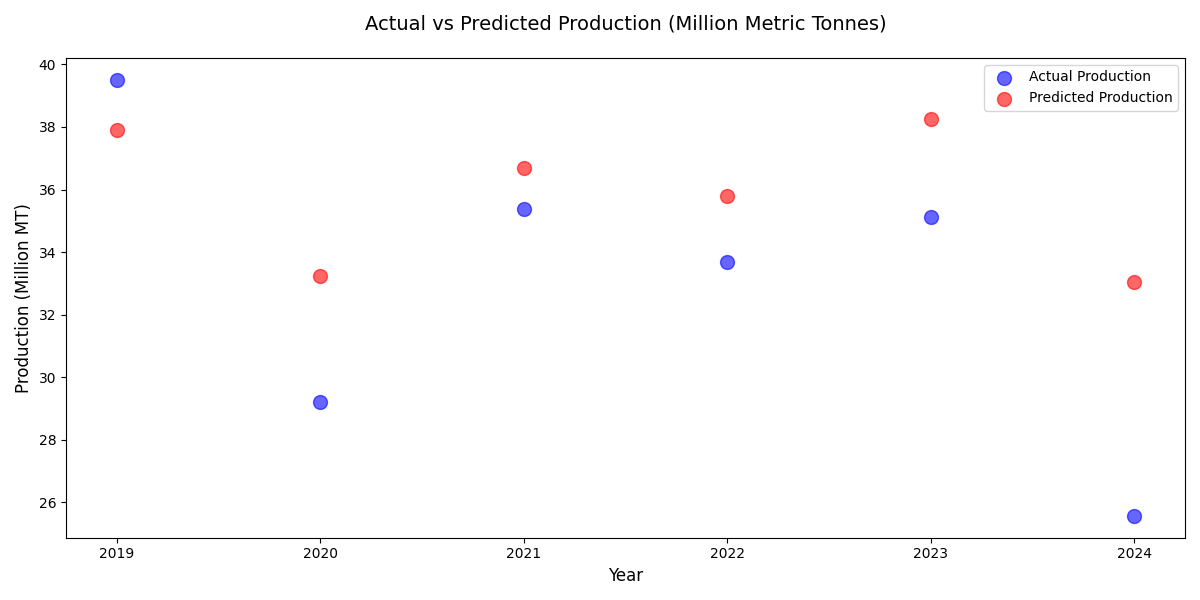 Actual vs Predicted Production (Million Metric Tonnes)
Actual Production
Predicted Production
Production (Million MT)
40
38
36
34
32
30
28
26
2019 2020 2021 2022 2023 2024
Year